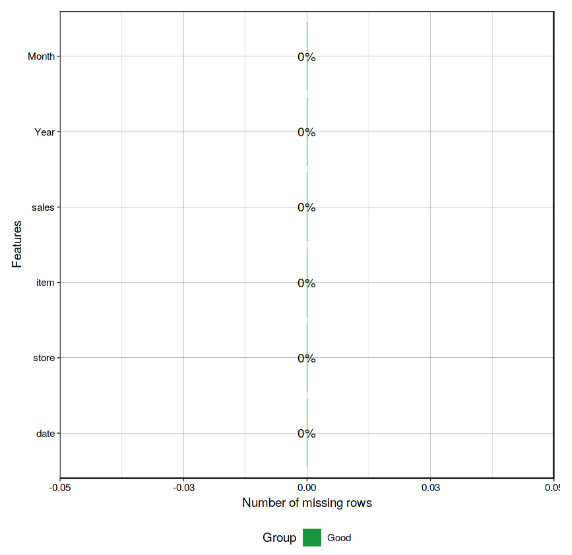 Month
0%
Year
0%
sales
0%
Features
item
0%
store
0%
date
0%
-0.05
-0.03
0.00
0.03
0.05
Number of missing rows
Group
Good